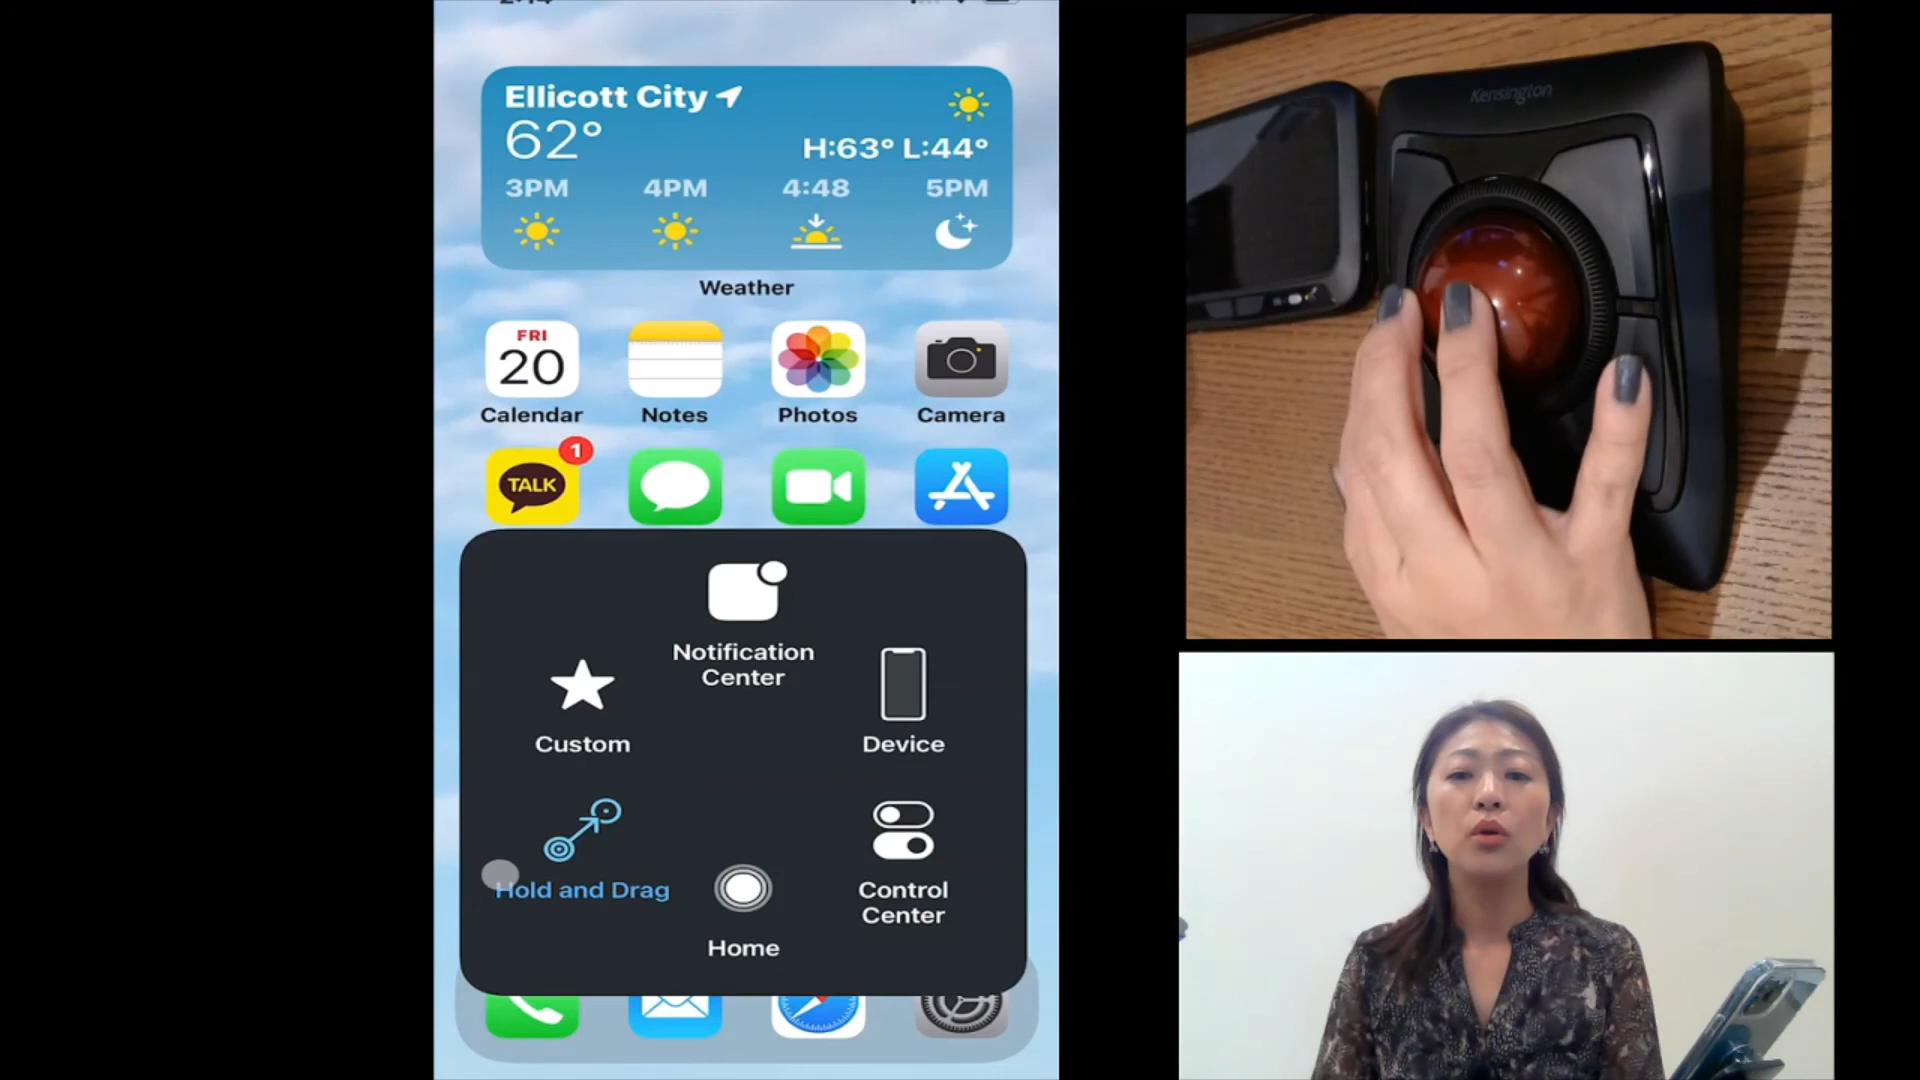 Ellicott City
62°
H:63° L:44°
3PM 4PM 4:48 5PM
Weather
FRI
20
Calendar Notes Photos Camera
1
TALK
Notification
Center
Custom
Device
Hold and Drag
Control
Center
Home
Kensington